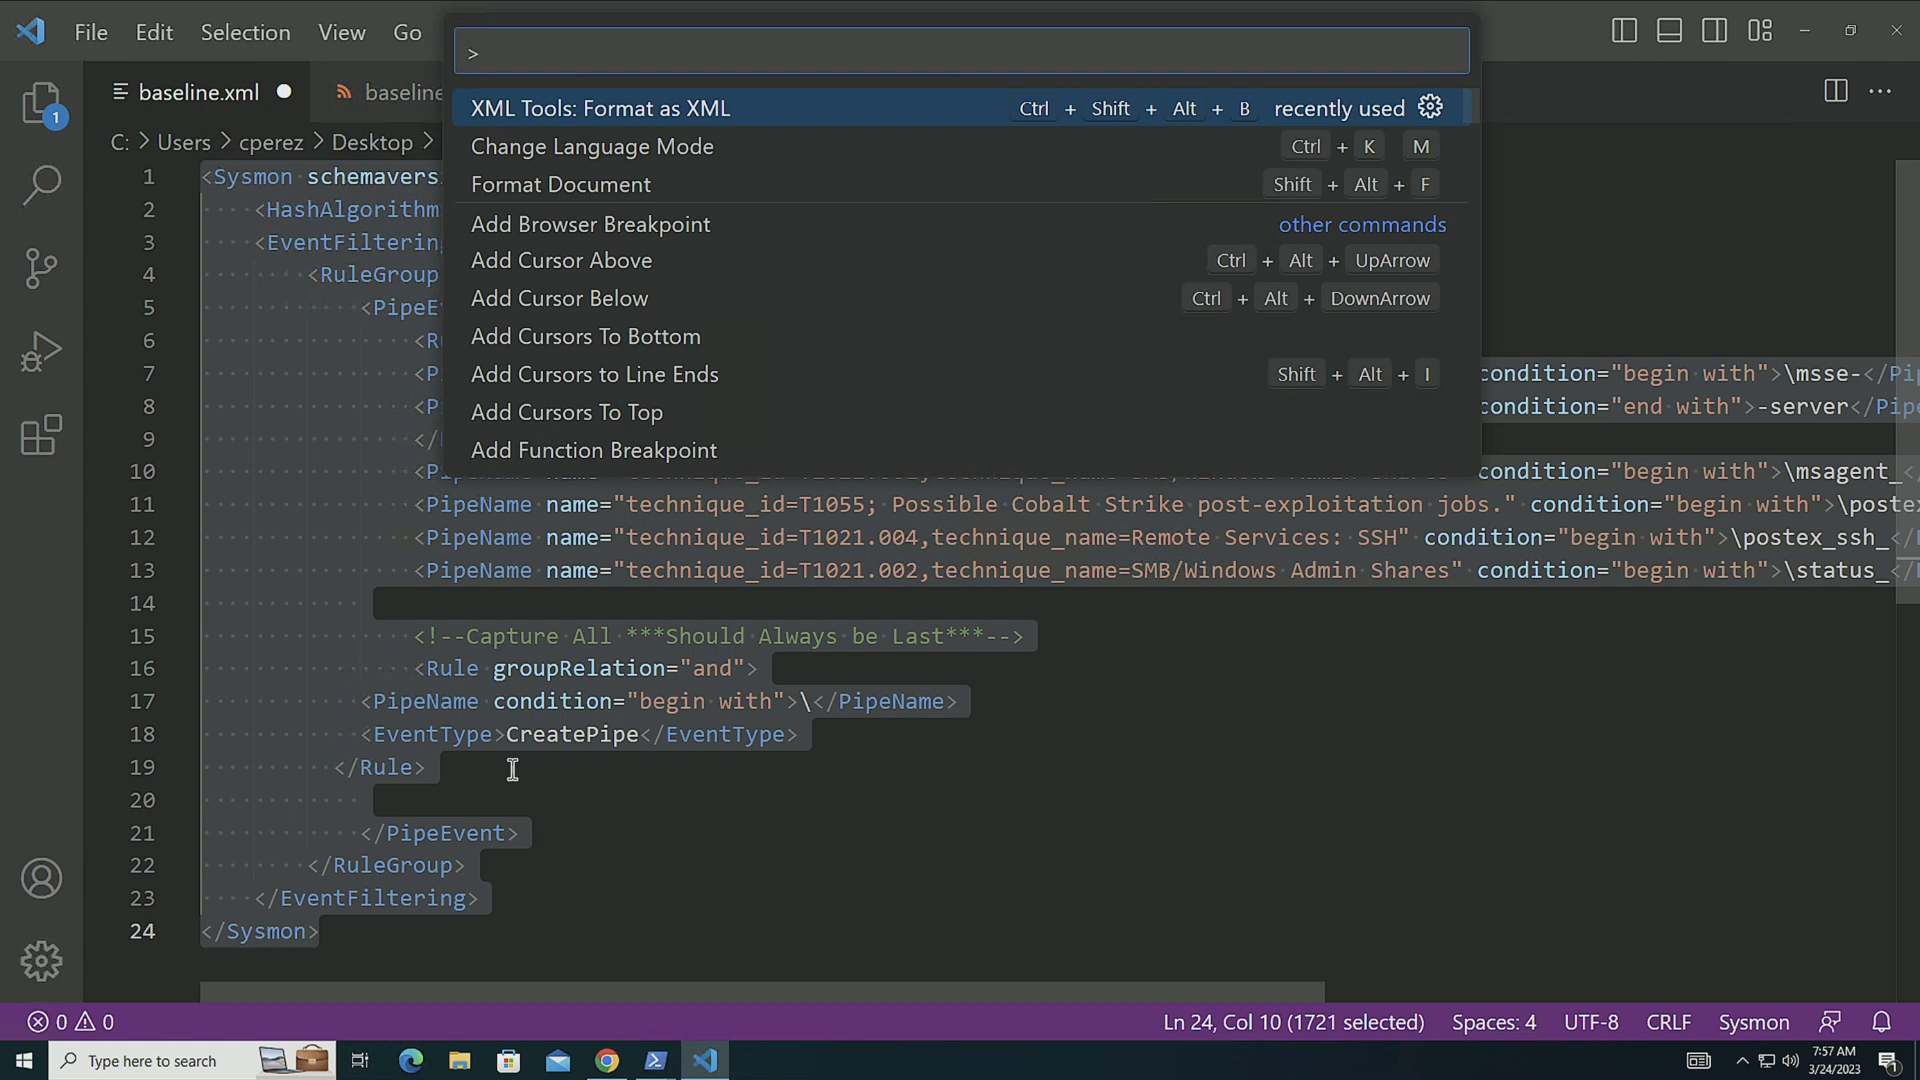 File Edit Selection View Go
>
baseline.xml baseline
XML Tools: Format as XML Ctrl + Shift + Alt + B recently used
Change Language Mode Ctrl + K M
Format Document Shift + Alt + F
Add Browser Breakpoint other commands
Add Cursor Above Ctrl + Alt + UpArrow
Add Cursor Below Ctrl + Alt + DownArrow
Add Cursors To Bottom
Add Cursors to Line Ends Shift + Alt + I
Add Cursors To Top
Add Function Breakpoint
1
C: > Users > cperez > Desktop >
1 <Sysmon schemavers
2 <HashAlgorithm
3 <EventFiltering
4 <RuleGroup
5 <PipeE
6 <R
7 <P condition="begin with">\msse-</Pip
8 <P condition="end with">-server</Pipe
9 </
10 <P condition="begin with">\msagent_<
11 <PipeName name="technique_id=T1055; Possible Cobalt Strike post-exploitation jobs." condition="begin with">\postex
12 <PipeName name="technique_id=T1021.004,technique_name=Remote Services: SSH" condition="begin with">\postex_ssh_</
13 <PipeName name="technique_id=T1021.002,technique_name=SMB/Windows Admin Shares" condition="begin with">\status_</
14
15 <!--Capture All ***Should Always be Last***-->
16 <Rule groupRelation="and">
17 <PipeName condition="begin with">\</PipeName>
18 <EventType>CreatePipe</EventType>
19 </Rule>
20
21 </PipeEvent>
22 </RuleGroup>
23 </EventFiltering>
24 </Sysmon>
0 0 Ln 24, Col 10 (1721 selected) Spaces: 4 UTF-8 CRLF Sysmon
Type here to search
7:57 AM
3/24/2023
1